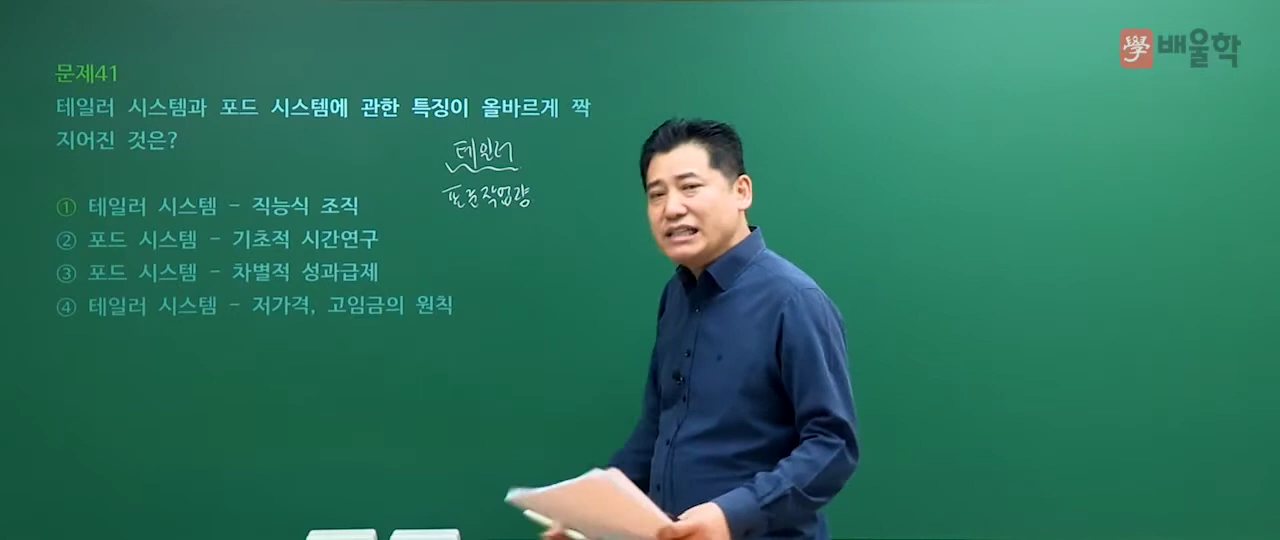 學 배울학
문제41
테일러 시스템과 포드 시스템에 관한 특징이 올바르게 짝
지어진 것은?
테일러
표준작업량
① 테일러 시스템 - 직능식 조직
② 포드 시스템 - 기초적 시간연구
③ 포드 시스템 - 차별적 성과급제
④ 테일러 시스템 - 저가격, 고임금의 원칙